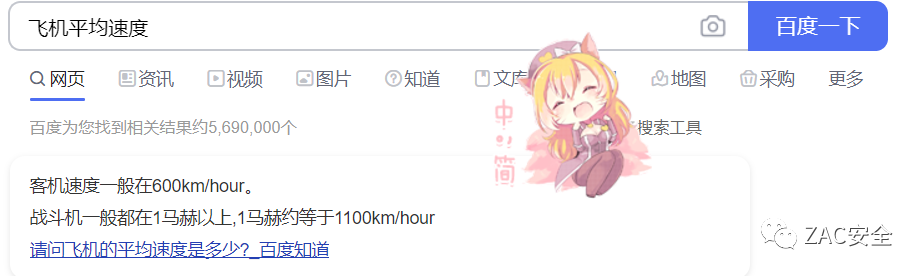 飞机平均速度 百度一下
网页 资讯 视频 图片 知道 文库 地图 采购 更多
百度为您找到相关结果约5,690,000个 搜索工具
中
简
客机速度一般在600km/hour。
战斗机一般都在1马赫以上,1马赫约等于1100km/hour
请问飞机的平均速度是多少?_百度知道
ZAC安全